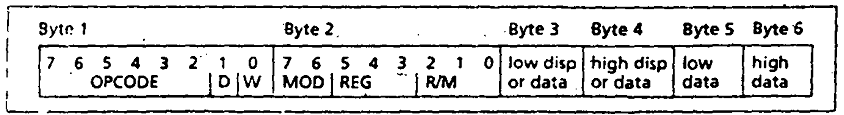 Byte 1 Byte 2 Byte 3 Byte 4 Byte 5 Byte 6
7 6 5 4 3 2 1 0 7 6 5 4 3 2 1 0 low disp high disp low high
OPCODE D W MOD REG R/M or data or data data data